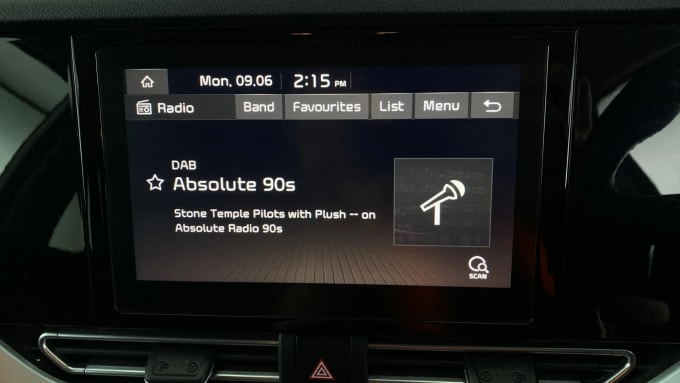 Mon, 09.06 2:15 PM
Radio Band Favourites List Menu
DAB
Absolute 90s
Stone Temple Pilots with Plush -- on
Absolute Radio 90s
SCAN